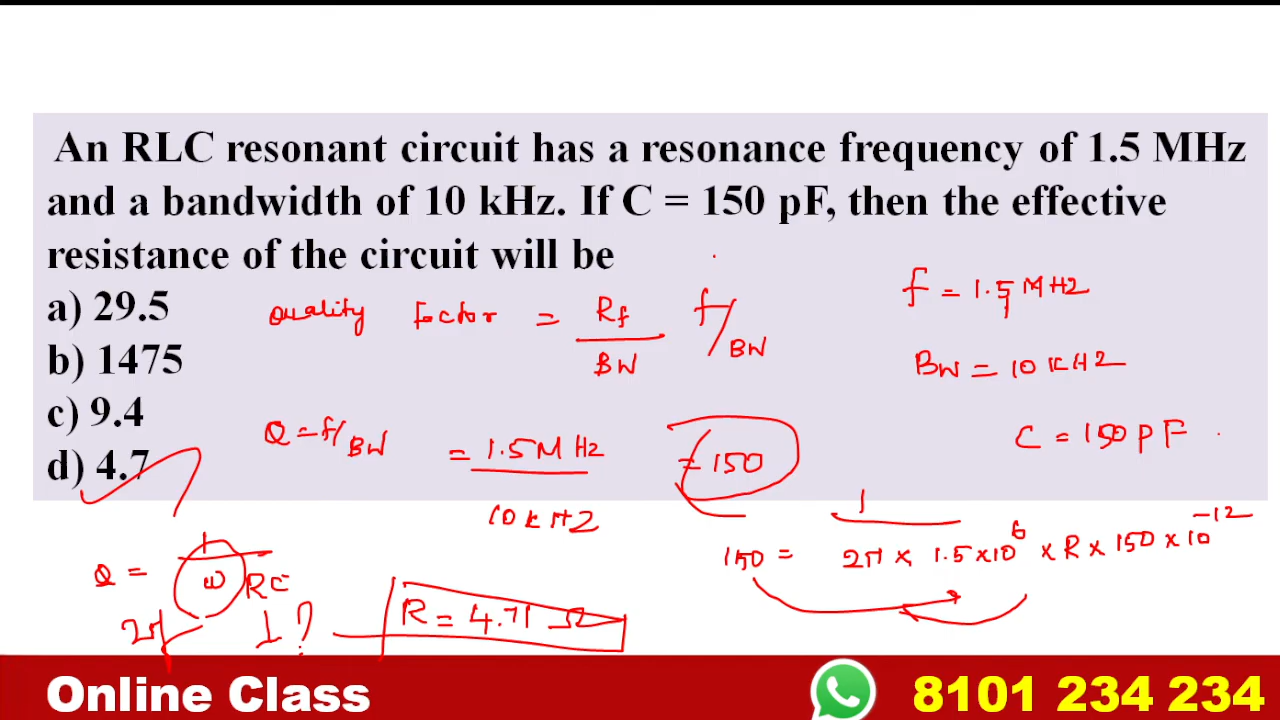 An RLC resonant circuit has a resonance frequency of 1.5 MHz
and a bandwidth of 10 kHz. If C = 150 pF, then the effective
resistance of the circuit will be
a) 29.5
b) 1475
c) 9.4
d) 4.7
Quality Factor = Rf / BW f/BW
f = 1.5 MHz
BW = 10 KHz
C = 150 PF
Q = f/BW = 1.5 MHz / 10 KHz = 150
Q = 1 / ω RC
2πf
1 ?
150 = 1 / 2π × 1.5×10^6 × R × 150 × 10^-12
R = 4.71 Ω
Online Class
8101 234 234